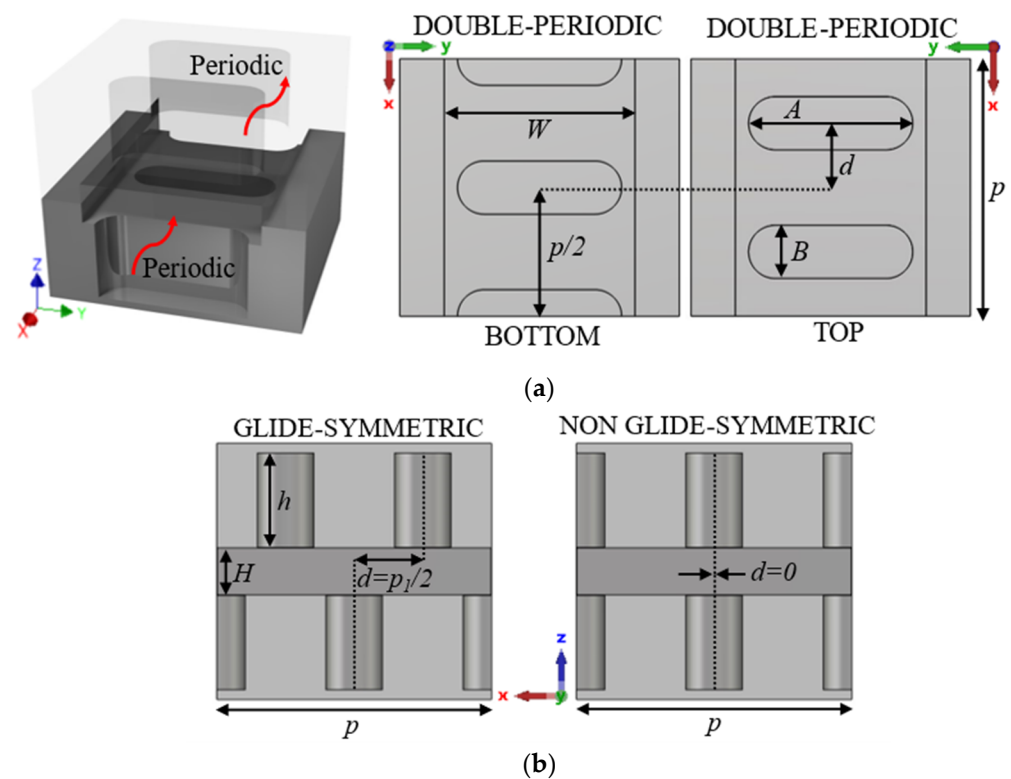 DOUBLE-PERIODIC
DOUBLE-PERIODIC
Periodic
Periodic
Z
Y
X
z
y
x
W
p/2
BOTTOM
y
x
A
d
B
p
TOP
(a)
GLIDE-SYMMETRIC
NON GLIDE-SYMMETRIC
h
H
d=p₁/2
d=0
z
x
y
p
p
(b)